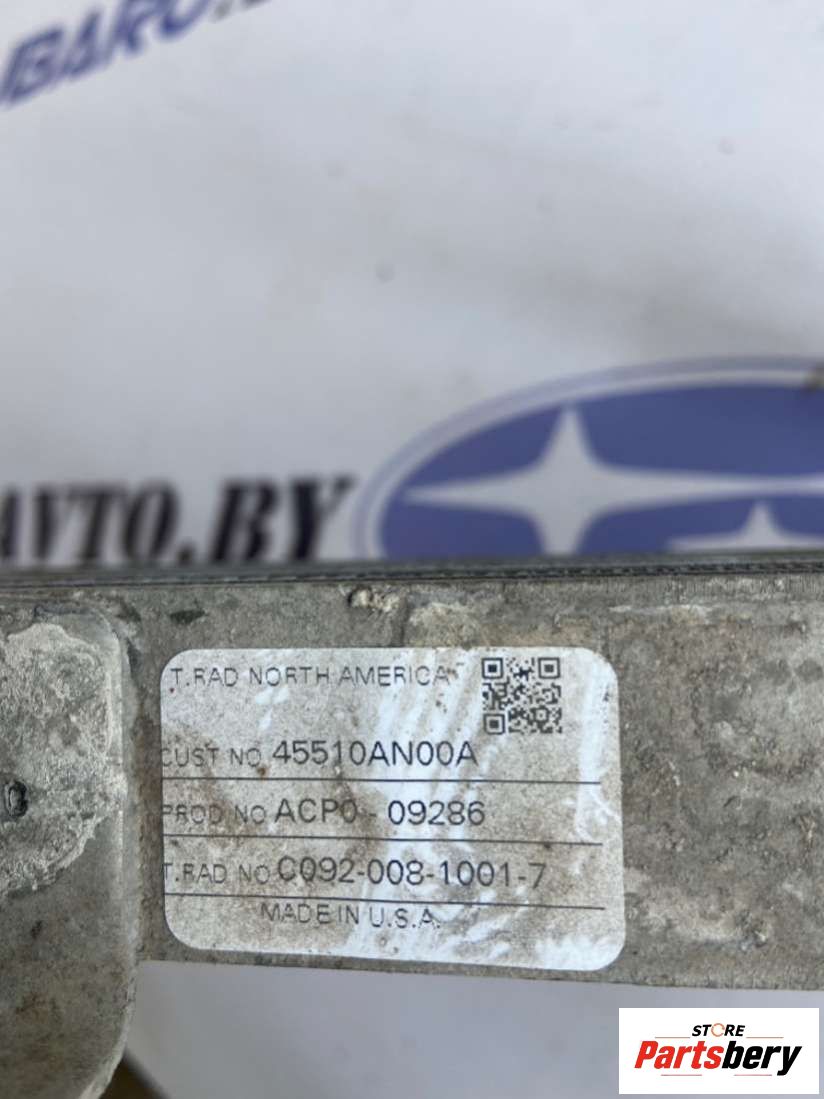 BARU
AVTO.BY
T.RAD NORTH AMERICA
CUST NO 45510AN00A
PROD NO ACP0-09286
T.RAD NO C092-008-1001-7
MADE IN U.S.A.
STORE
Partsbery